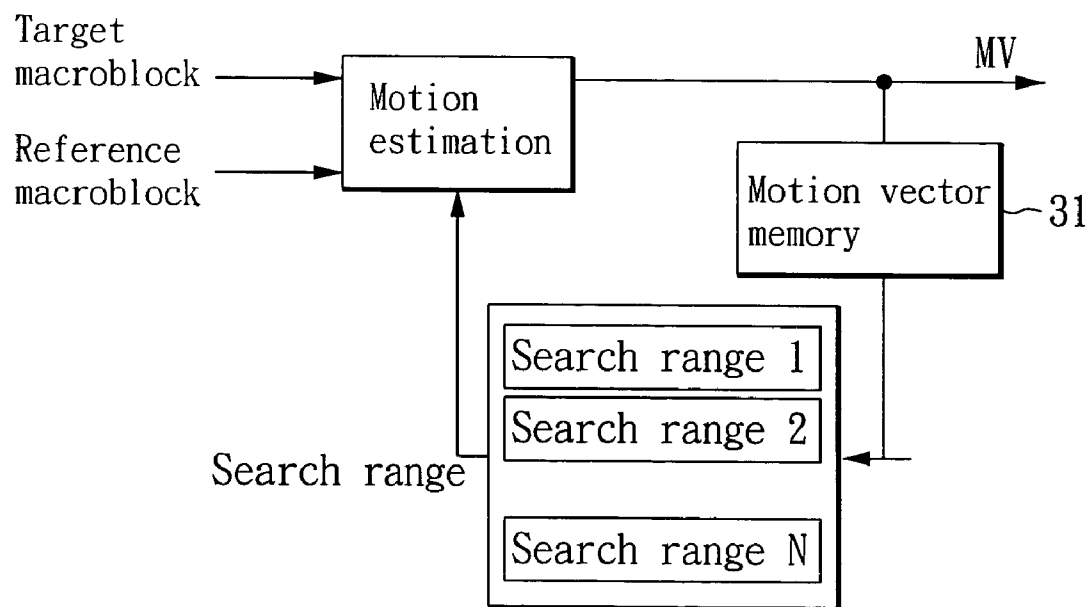 Target
macroblock
Reference
macroblock
Motion
estimation
MV
Motion vector
memory
31
Search range 1
Search range 2
Search range
Search range N